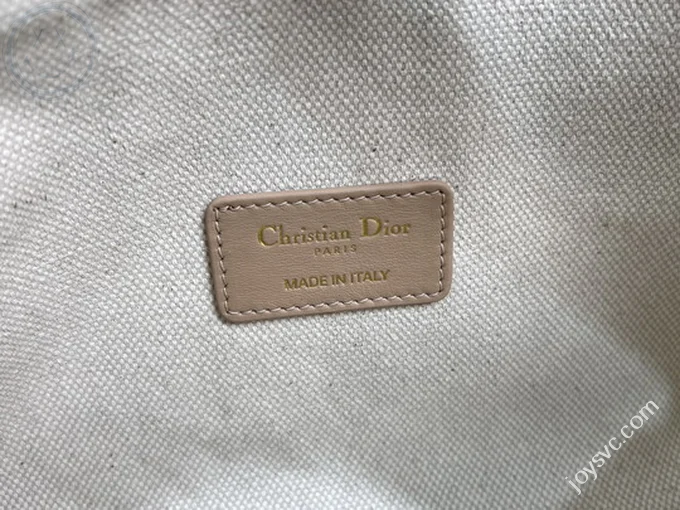 Christian Dior
PARIS
MADE IN ITALY
joysvc.com